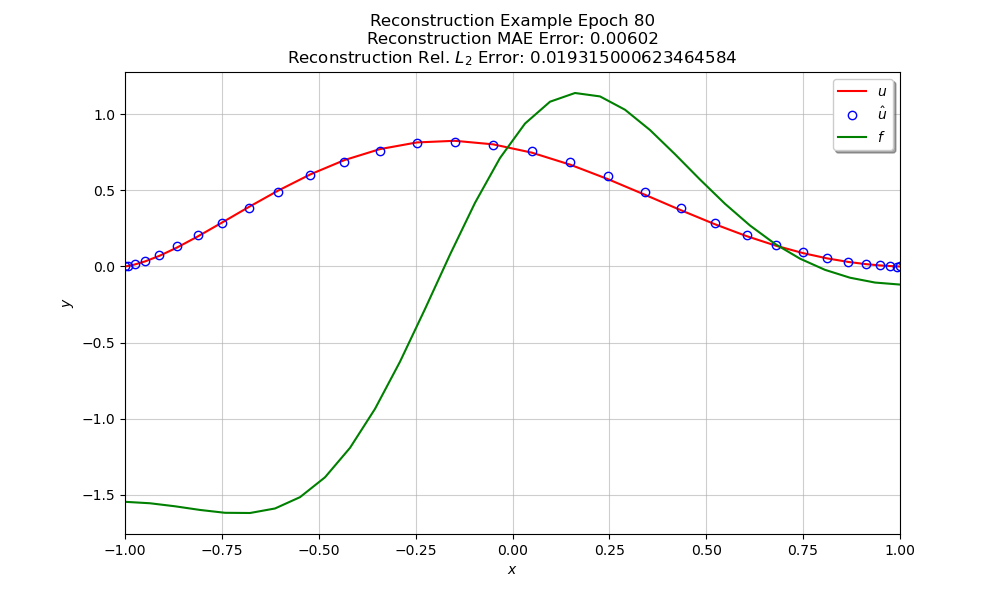 Reconstruction Example Epoch 80
Reconstruction MAE Error: 0.00602
Reconstruction Rel. L₂ Error: 0.019315000623464584
u
û
f
1.0
0.5
0.0
−0.5
−1.0
−1.5
y
−1.00 −0.75 −0.50 −0.25 0.00 0.25 0.50 0.75 1.00
x